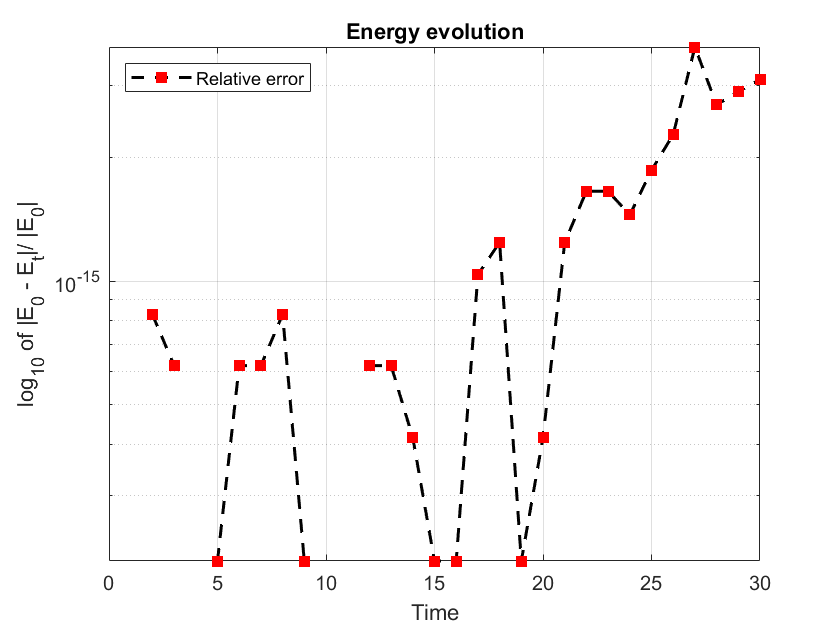 Energy evolution
Relative error
log₁₀ of |E₀ - Eₜ|/ |E₀|
10⁻¹⁵
0 5 10 15 20 25 30
Time